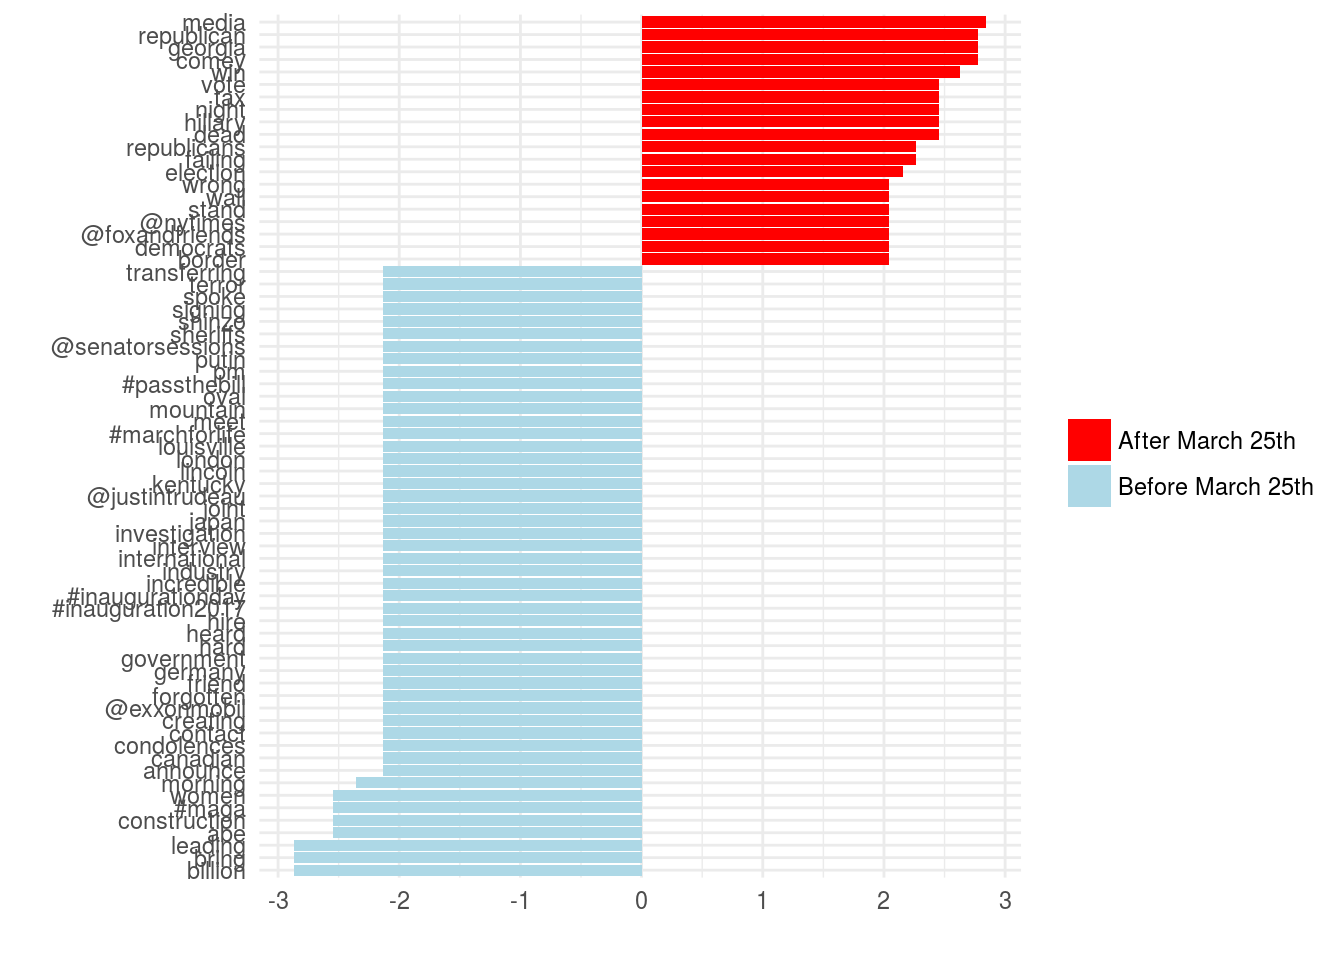 media
republican
georgia
comey
win
vote
tax
night
hillary
dead
republicans
failing
election
wrong
wall
stand
@nytimes
@foxandfriends
democrats
border
transferring
terror
spoke
signing
shinzo
sheriffs
@senatorsessions
putin
pm
#passthebill
oval
mountain
meet
#marchforlife
louisville
london
lincoln
kentucky
@justintrudeau
joint
japan
investigation
interview
international
industry
incredible
#inaugurationday
#inauguration2017
hire
heard
hard
government
germany
friend
forgotten
@exxonmobil
creating
contact
condolences
canadian
announce
morning
women
#maga
construction
abe
leading
bring
billion
-3 -2 -1 0 1 2 3
After March 25th
Before March 25th